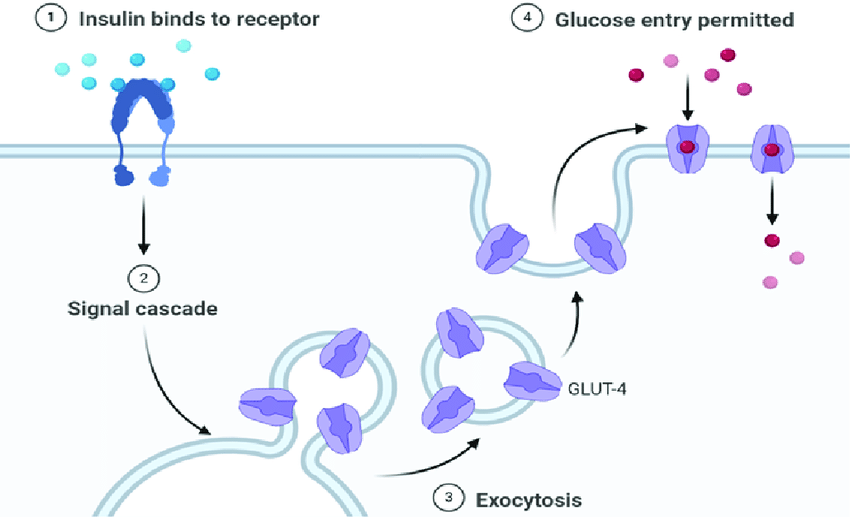 1 Insulin binds to receptor
4 Glucose entry permitted
2
Signal cascade
GLUT-4
3 Exocytosis